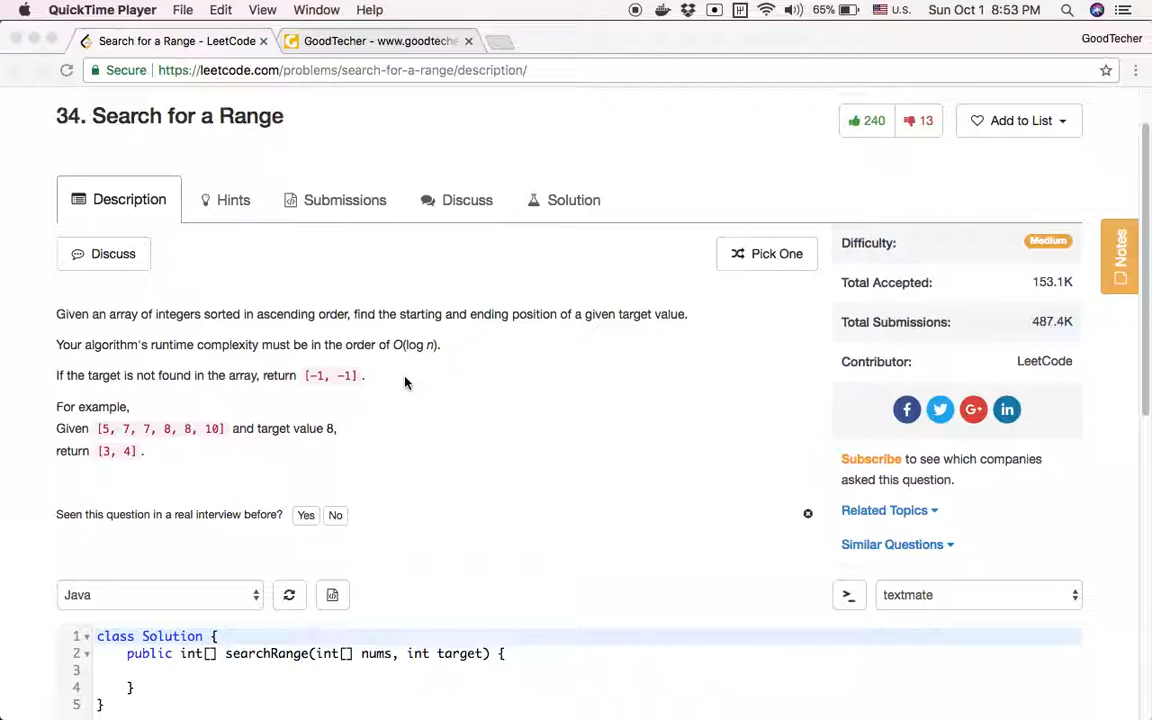 QuickTime Player File Edit View Window Help 65% U.S. Sun Oct 1 8:53 PM
Search for a Range - LeetCode GoodTecher - www.goodteche GoodTecher
Secure https://leetcode.com/problems/search-for-a-range/description/
34. Search for a Range
240 13 Add to List
Description Hints Submissions Discuss Solution
Discuss Pick One
Difficulty: Medium
Total Accepted: 153.1K
Total Submissions: 487.4K
Contributor: LeetCode
Notes
Given an array of integers sorted in ascending order, find the starting and ending position of a given target value.
Your algorithm's runtime complexity must be in the order of O(log n).
If the target is not found in the array, return [-1, -1].
For example,
Given [5, 7, 7, 8, 8, 10] and target value 8,
return [3, 4].
Subscribe to see which companies
asked this question.
Related Topics
Similar Questions
Seen this question in a real interview before? Yes No
Java textmate
1 class Solution {
2 public int[] searchRange(int[] nums, int target) {
3
4 }
5 }